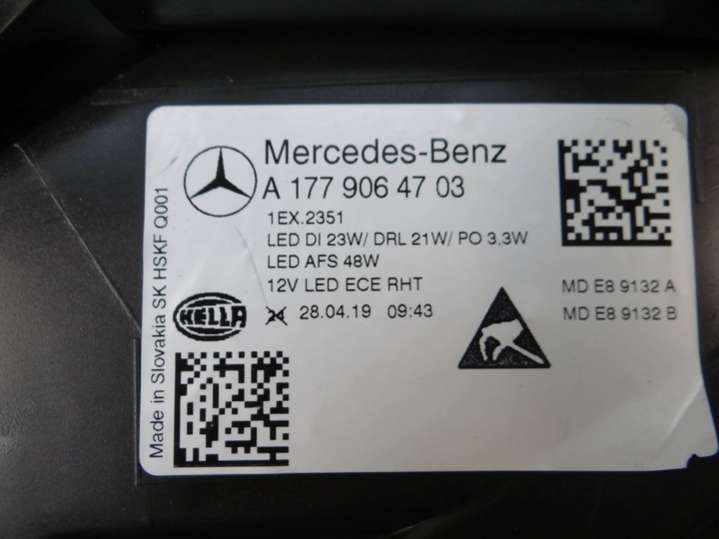 Mercedes-Benz
A 177 906 47 03
1EX.2351
LED DI 23W/ DRL 21W/ PO 3,3W
LED AFS 48W
12V LED ECE RHT
28.04.19 09:43
HELLA
MD E8 9132 A
MD E8 9132 B
Made in Slovakia SK HSKF Q001